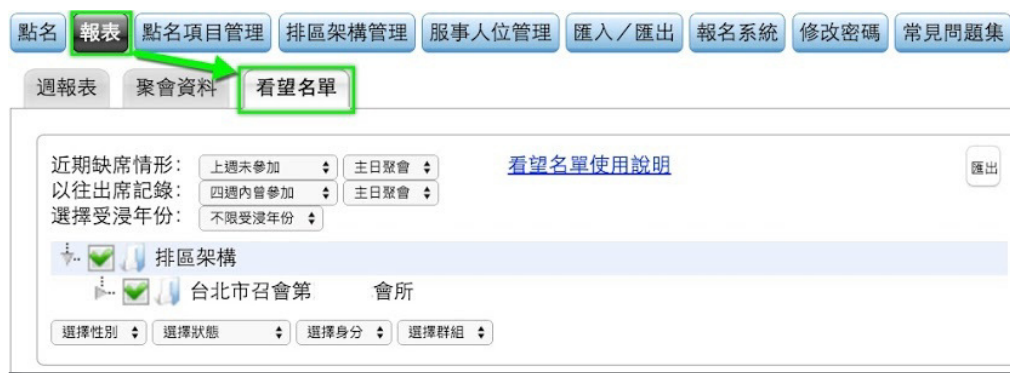 點名 報表 點名項目管理 排區架構管理 服事人位管理 匯入／匯出 報名系統 修改密碼 常見問題集
週報表 聚會資料 看望名單
近期缺席情形： 上週未參加 主日聚會 看望名單使用說明 匯出
以往出席記錄： 四週內曾參加 主日聚會
選擇受浸年份： 不限受浸年份
排區架構
台北市召會第 會所
選擇性別 選擇狀態 選擇身分 選擇群組